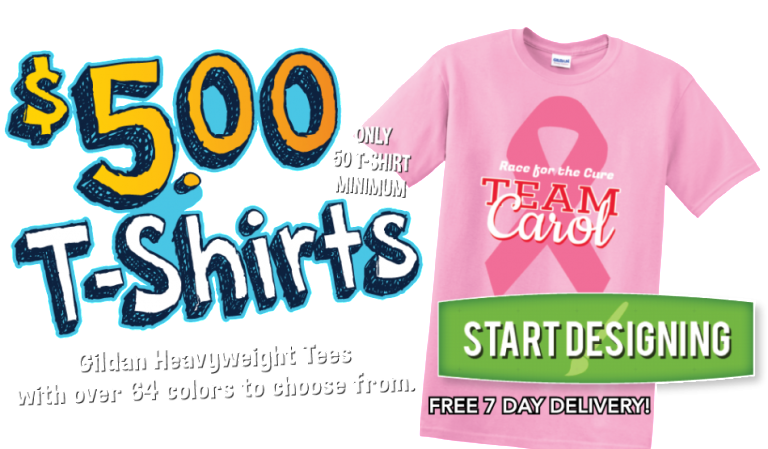 $5.00
T-Shirts
ONLY
50 T-SHIRT
MINIMUM
Gildan Heavyweight Tees
with over 64 colors to choose from.
Race for the Cure
TEAM
Carol
START DESIGNING
FREE 7 DAY DELIVERY!